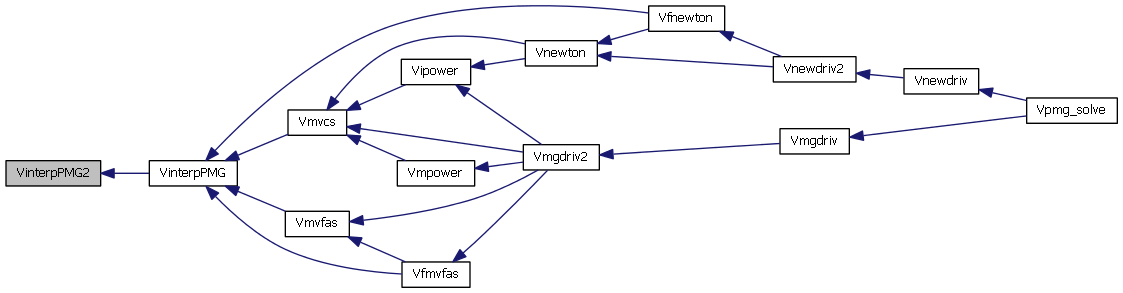 Vfnewton
Vnewton
Vipower
Vnewdriv2
Vnewdriv
Vpmg_solve
Vmvcs
Vmgdriv
Vmgdriv2
VinterpPMG2
VinterpPMG
Vmpower
Vmvfas
Vfmvfas